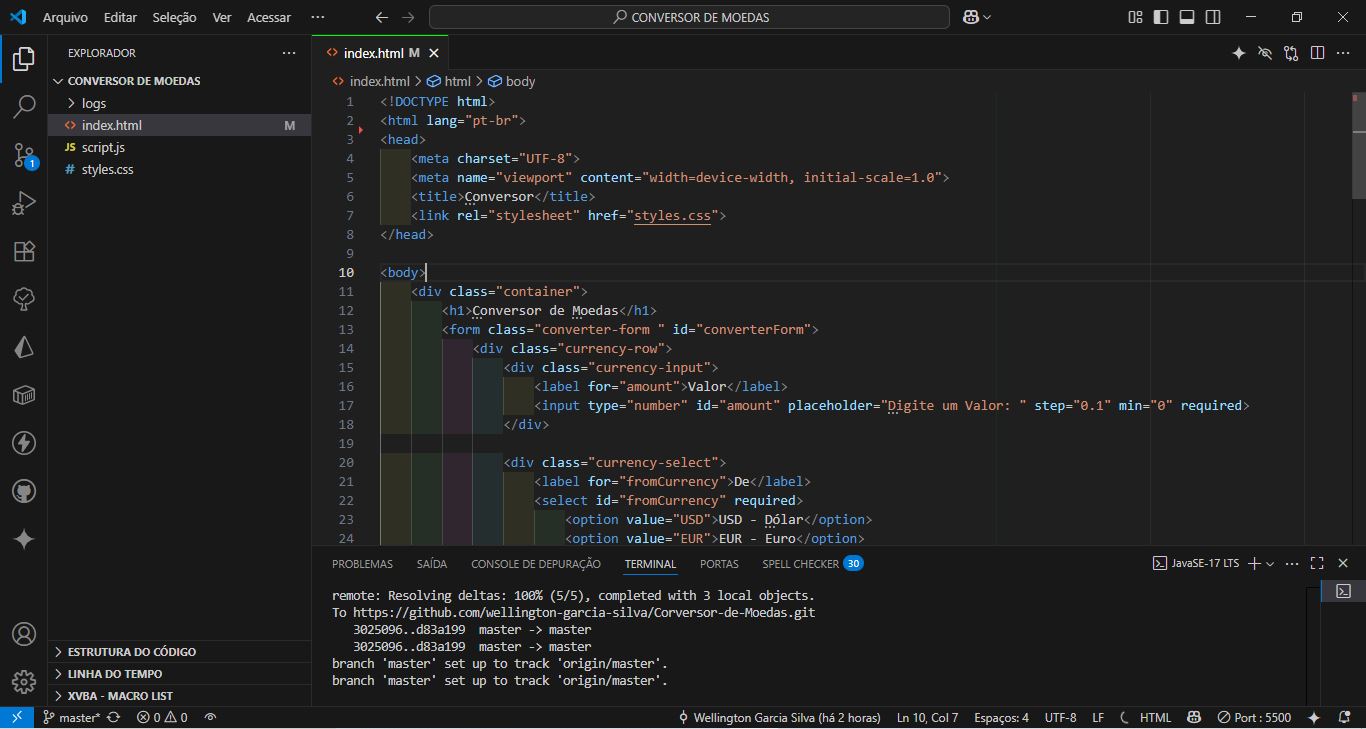 Arquivo Editar Seleção Ver Acessar ··· CONVERSOR DE MOEDAS
EXPLORADOR ···
CONVERSOR DE MOEDAS
logs
index.html M
JS script.js
# styles.css
ESTRUTURA DO CÓDIGO
LINHA DO TEMPO
XVBA - MACRO LIST
1
index.html M
index.html > html > body
1 <!DOCTYPE html>
2 <html lang="pt-br">
3 <head>
4 <meta charset="UTF-8">
5 <meta name="viewport" content="width=device-width, initial-scale=1.0">
6 <title>Conversor</title>
7 <link rel="stylesheet" href="styles.css">
8 </head>
9
10 <body>
11 <div class="container">
12 <h1>Conversor de Moedas</h1>
13 <form class="converter-form " id="converterForm">
14 <div class="currency-row">
15 <div class="currency-input">
16 <label for="amount">Valor</label>
17 <input type="number" id="amount" placeholder="Digite um Valor: " step="0.1" min="0" required>
18 </div>
19
20 <div class="currency-select">
21 <label for="fromCurrency">De</label>
22 <select id="fromCurrency" required>
23 <option value="USD">USD - Dólar</option>
24 <option value="EUR">EUR - Euro</option>
PROBLEMAS SAÍDA CONSOLE DE DEPURAÇÃO TERMINAL PORTAS SPELL CHECKER 30 JavaSE-17 LTS
remote: Resolving deltas: 100% (5/5), completed with 3 local objects.
To https://github.com/wellington-garcia-silva/Corversor-de-Moedas.git
3025096..d83a199 master -> master
3025096..d83a199 master -> master
branch 'master' set up to track 'origin/master'.
branch 'master' set up to track 'origin/master'.
master* 0 0 Wellington Garcia Silva (há 2 horas) Ln 10, Col 7 Espaços: 4 UTF-8 LF HTML Port : 5500